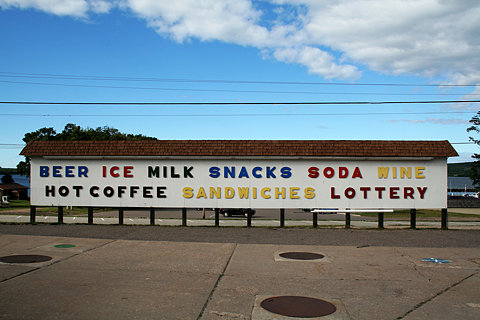 BEER ICE MILK SNACKS SODA WINE
HOT COFFEE SANDWICHES LOTTERY